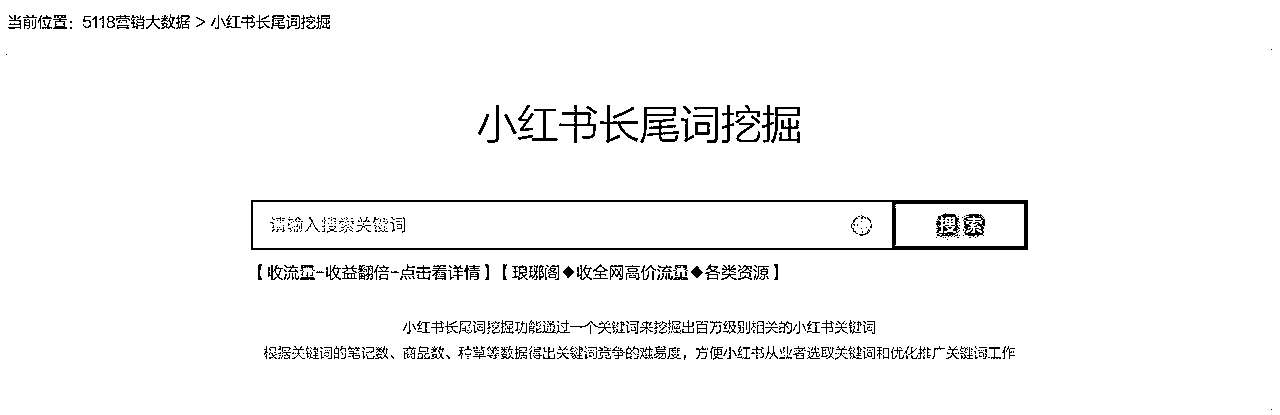 当前位置：5118营销大数据 > 小红书长尾词挖掘
小红书长尾词挖掘
请输入搜索关键词
搜索
【收流量-收益翻倍-点击看详情】【琅琊阁◆收全网高价流量◆各类资源】
小红书长尾词挖掘功能通过一个关键词来挖掘出百万级别相关的小红书关键词
根据关键词的笔记数、商品数、种草等数据得出关键词竞争的难易度，方便小红书从业者选取关键词和优化推广关键词工作